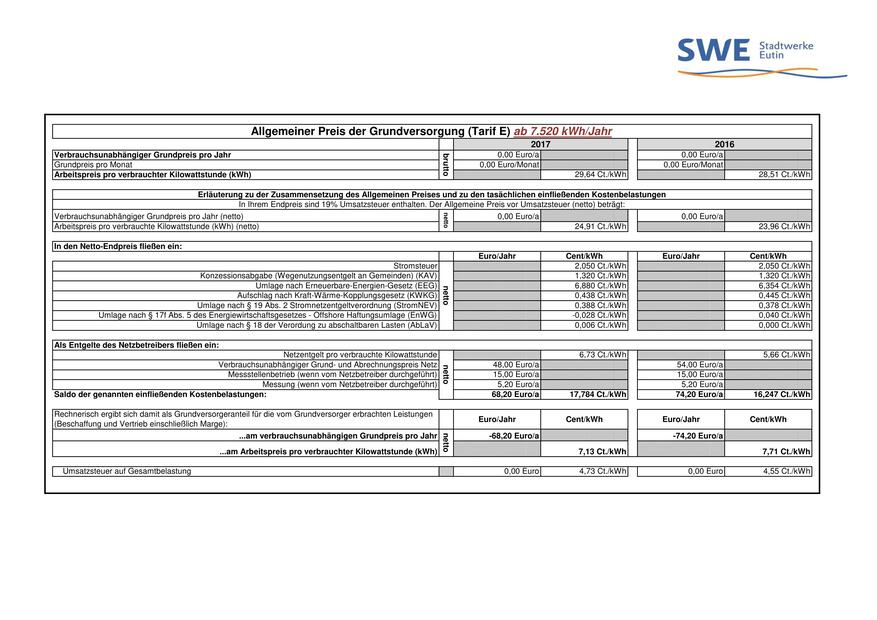 SWE Stadtwerke
Eutin
Allgemeiner Preis der Grundversorgung (Tarif E) ab 7.520 kWh/Jahr
2017 2016
brutto
Verbrauchsunabhängiger Grundpreis pro Jahr 0,00 Euro/a 0,00 Euro/a
Grundpreis pro Monat 0,00 Euro/Monat 0,00 Euro/Monat
Arbeitspreis pro verbrauchter Kilowattstunde (kWh) 29,64 Ct./kWh 28,51 Ct./kWh
Erläuterung zu der Zusammensetzung des Allgemeinen Preises und zu den tasächlichen einfließenden Kostenbelastungen
In Ihrem Endpreis sind 19% Umsatzsteuer enthalten. Der Allgemeine Preis vor Umsatzsteuer (netto) beträgt:
netto
Verbrauchsunabhängiger Grundpreis pro Jahr (netto) 0,00 Euro/a 0,00 Euro/a
Arbeitspreis pro verbrauchte Kilowattstunde (kWh) (netto) 24,91 Ct./kWh 23,96 Ct./kWh
In den Netto-Endpreis fließen ein:
Euro/Jahr Cent/kWh Euro/Jahr Cent/kWh
netto
Stromsteuer 2,050 Ct./kWh 2,050 Ct./kWh
Konzessionsabgabe (Wegenutzungsentgelt an Gemeinden) (KAV) 1,320 Ct./kWh 1,320 Ct./kWh
Umlage nach Erneuerbare-Energien-Gesetz (EEG) 6,880 Ct./kWh 6,354 Ct./kWh
Aufschlag nach Kraft-Wärme-Kopplungsgesetz (KWKG) 0,438 Ct./kWh 0,445 Ct./kWh
Umlage nach § 19 Abs. 2 Stromnetzentgeltverordnung (StromNEV) 0,388 Ct./kWh 0,378 Ct./kWh
Umlage nach § 17f Abs. 5 des Energiewirtschaftsgesetzes - Offshore Haftungsumlage (EnWG) -0,028 Ct./kWh 0,040 Ct./kWh
Umlage nach § 18 der Verordung zu abschaltbaren Lasten (AbLaV) 0,006 Ct./kWh 0,000 Ct./kWh
Als Entgelte des Netzbetreibers fließen ein:
netto
Netzentgelt pro verbrauchte Kilowattstunde 6,73 Ct./kWh 5,66 Ct./kWh
Verbrauchsunabhängiger Grund- und Abrechnungspreis Netz 48,00 Euro/a 54,00 Euro/a
Messstellenbetrieb (wenn vom Netzbetreiber durchgeführt) 15,00 Euro/a 15,00 Euro/a
Messung (wenn vom Netzbetreiber durchgeführt) 5,20 Euro/a 5,20 Euro/a
Saldo der genannten einfließenden Kostenbelastungen: 68,20 Euro/a 17,784 Ct./kWh 74,20 Euro/a 16,247 Ct./kWh
Rechnerisch ergibt sich damit als Grundversorgeranteil für die vom Grundversorger erbrachten Leistungen
(Beschaffung und Vertrieb einschließlich Marge):
Euro/Jahr Cent/kWh Euro/Jahr Cent/kWh
netto
...am verbrauchsunabhängigen Grundpreis pro Jahr -68,20 Euro/a -74,20 Euro/a
...am Arbeitspreis pro verbrauchter Kilowattstunde (kWh) 7,13 Ct./kWh 7,71 Ct./kWh
Umsatzsteuer auf Gesamtbelastung 0,00 Euro 4,73 Ct./kWh 0,00 Euro 4,55 Ct./kWh